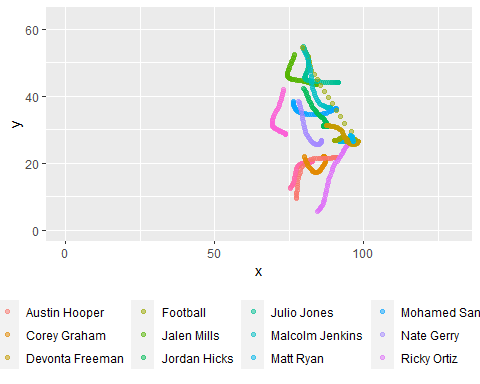 60
40
y
20
0
0 50 100
x
Austin Hooper Football Julio Jones Mohamed San
Corey Graham Jalen Mills Malcolm Jenkins Nate Gerry
Devonta Freeman Jordan Hicks Matt Ryan Ricky Ortiz